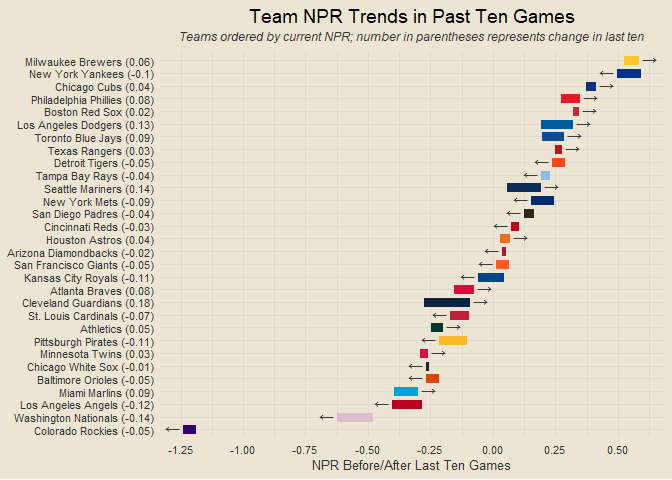 Team NPR Trends in Past Ten Games
Teams ordered by current NPR; number in parentheses represents change in last ten
Milwaukee Brewers (0.06)
New York Yankees (-0.1)
Chicago Cubs (0.04)
Philadelphia Phillies (0.08)
Boston Red Sox (0.02)
Los Angeles Dodgers (0.13)
Toronto Blue Jays (0.09)
Texas Rangers (0.03)
Detroit Tigers (-0.05)
Tampa Bay Rays (-0.04)
Seattle Mariners (0.14)
New York Mets (-0.09)
San Diego Padres (-0.04)
Cincinnati Reds (-0.03)
Houston Astros (0.04)
Arizona Diamondbacks (-0.02)
San Francisco Giants (-0.05)
Kansas City Royals (-0.11)
Atlanta Braves (0.08)
Cleveland Guardians (0.18)
St. Louis Cardinals (-0.07)
Athletics (0.05)
Pittsburgh Pirates (-0.11)
Minnesota Twins (0.03)
Chicago White Sox (-0.01)
Baltimore Orioles (-0.05)
Miami Marlins (0.09)
Los Angeles Angels (-0.12)
Washington Nationals (-0.14)
Colorado Rockies (-0.05)
-1.25 -1.00 -0.75 -0.50 -0.25 0.00 0.25 0.50
NPR Before/After Last Ten Games